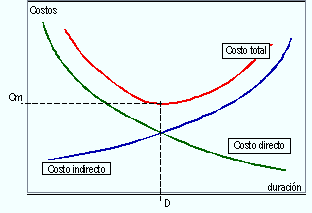 Costos
Costo total
Cm
Costo directo
Costo indirecto
duración
D